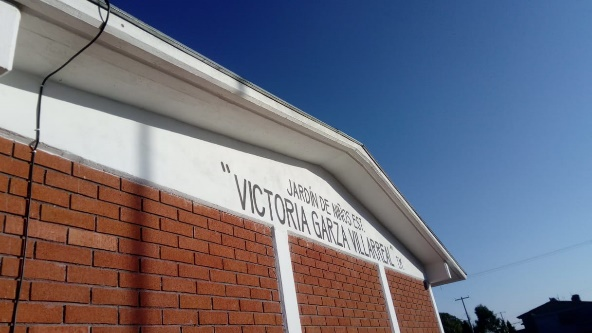 JARDÍN DE NIÑOS EST.
"VICTORIA GARZA VILLARREAL" T.M.